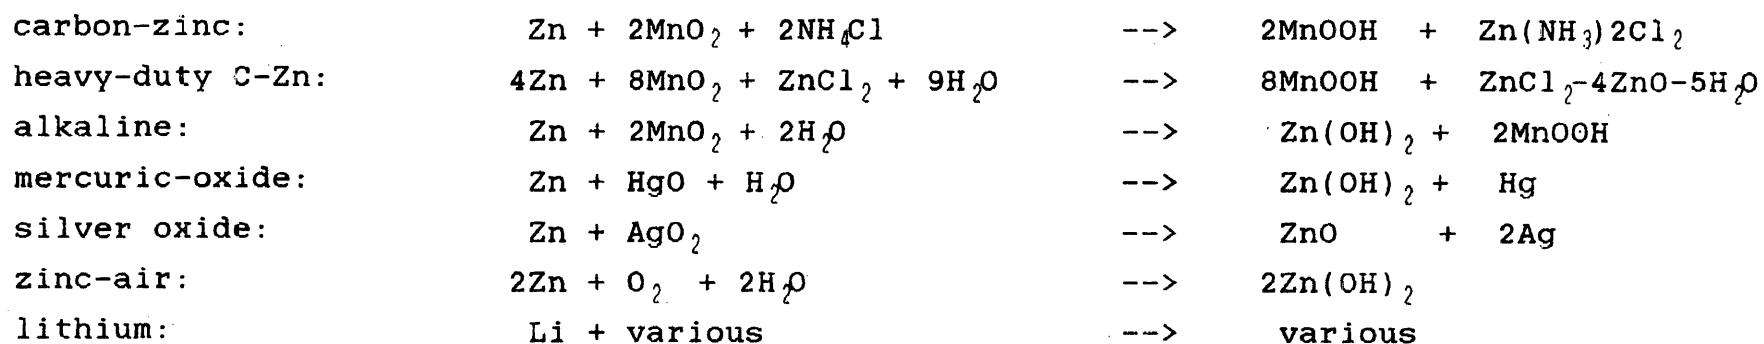 carbon-zinc: Zn + 2MnO₂ + 2NH₄Cl --> 2MnOOH + Zn(NH₃)2Cl₂
heavy-duty C-Zn: 4Zn + 8MnO₂ + ZnCl₂ + 9H₂O --> 8MnOOH + ZnCl₂-4ZnO-5H₂O
alkaline: Zn + 2MnO₂ + 2H₂O --> Zn(OH)₂ + 2MnOOH
mercuric-oxide: Zn + HgO + H₂O --> Zn(OH)₂ + Hg
silver oxide: Zn + AgO₂ --> ZnO + 2Ag
zinc-air: 2Zn + O₂ + 2H₂O --> 2Zn(OH)₂
lithium: Li + various --> various